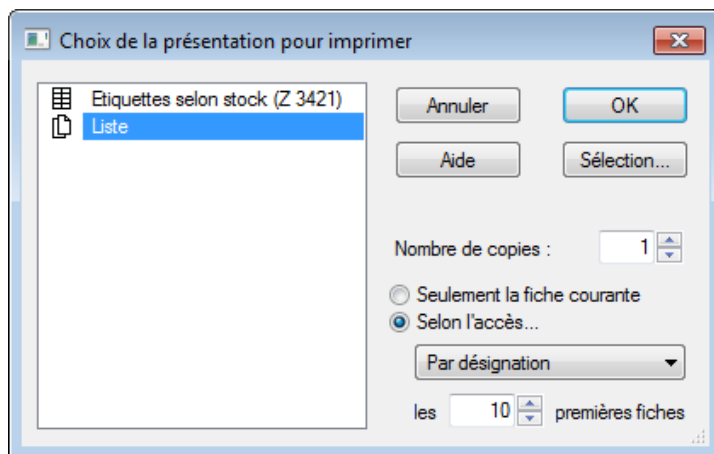 Choix de la présentation pour imprimer
Etiquettes selon stock (Z 3421)
Liste
Annuler
OK
Aide
Sélection...
Nombre de copies : 1
Seulement la fiche courante
Selon l'accès...
Par désignation
les 10 premières fiches